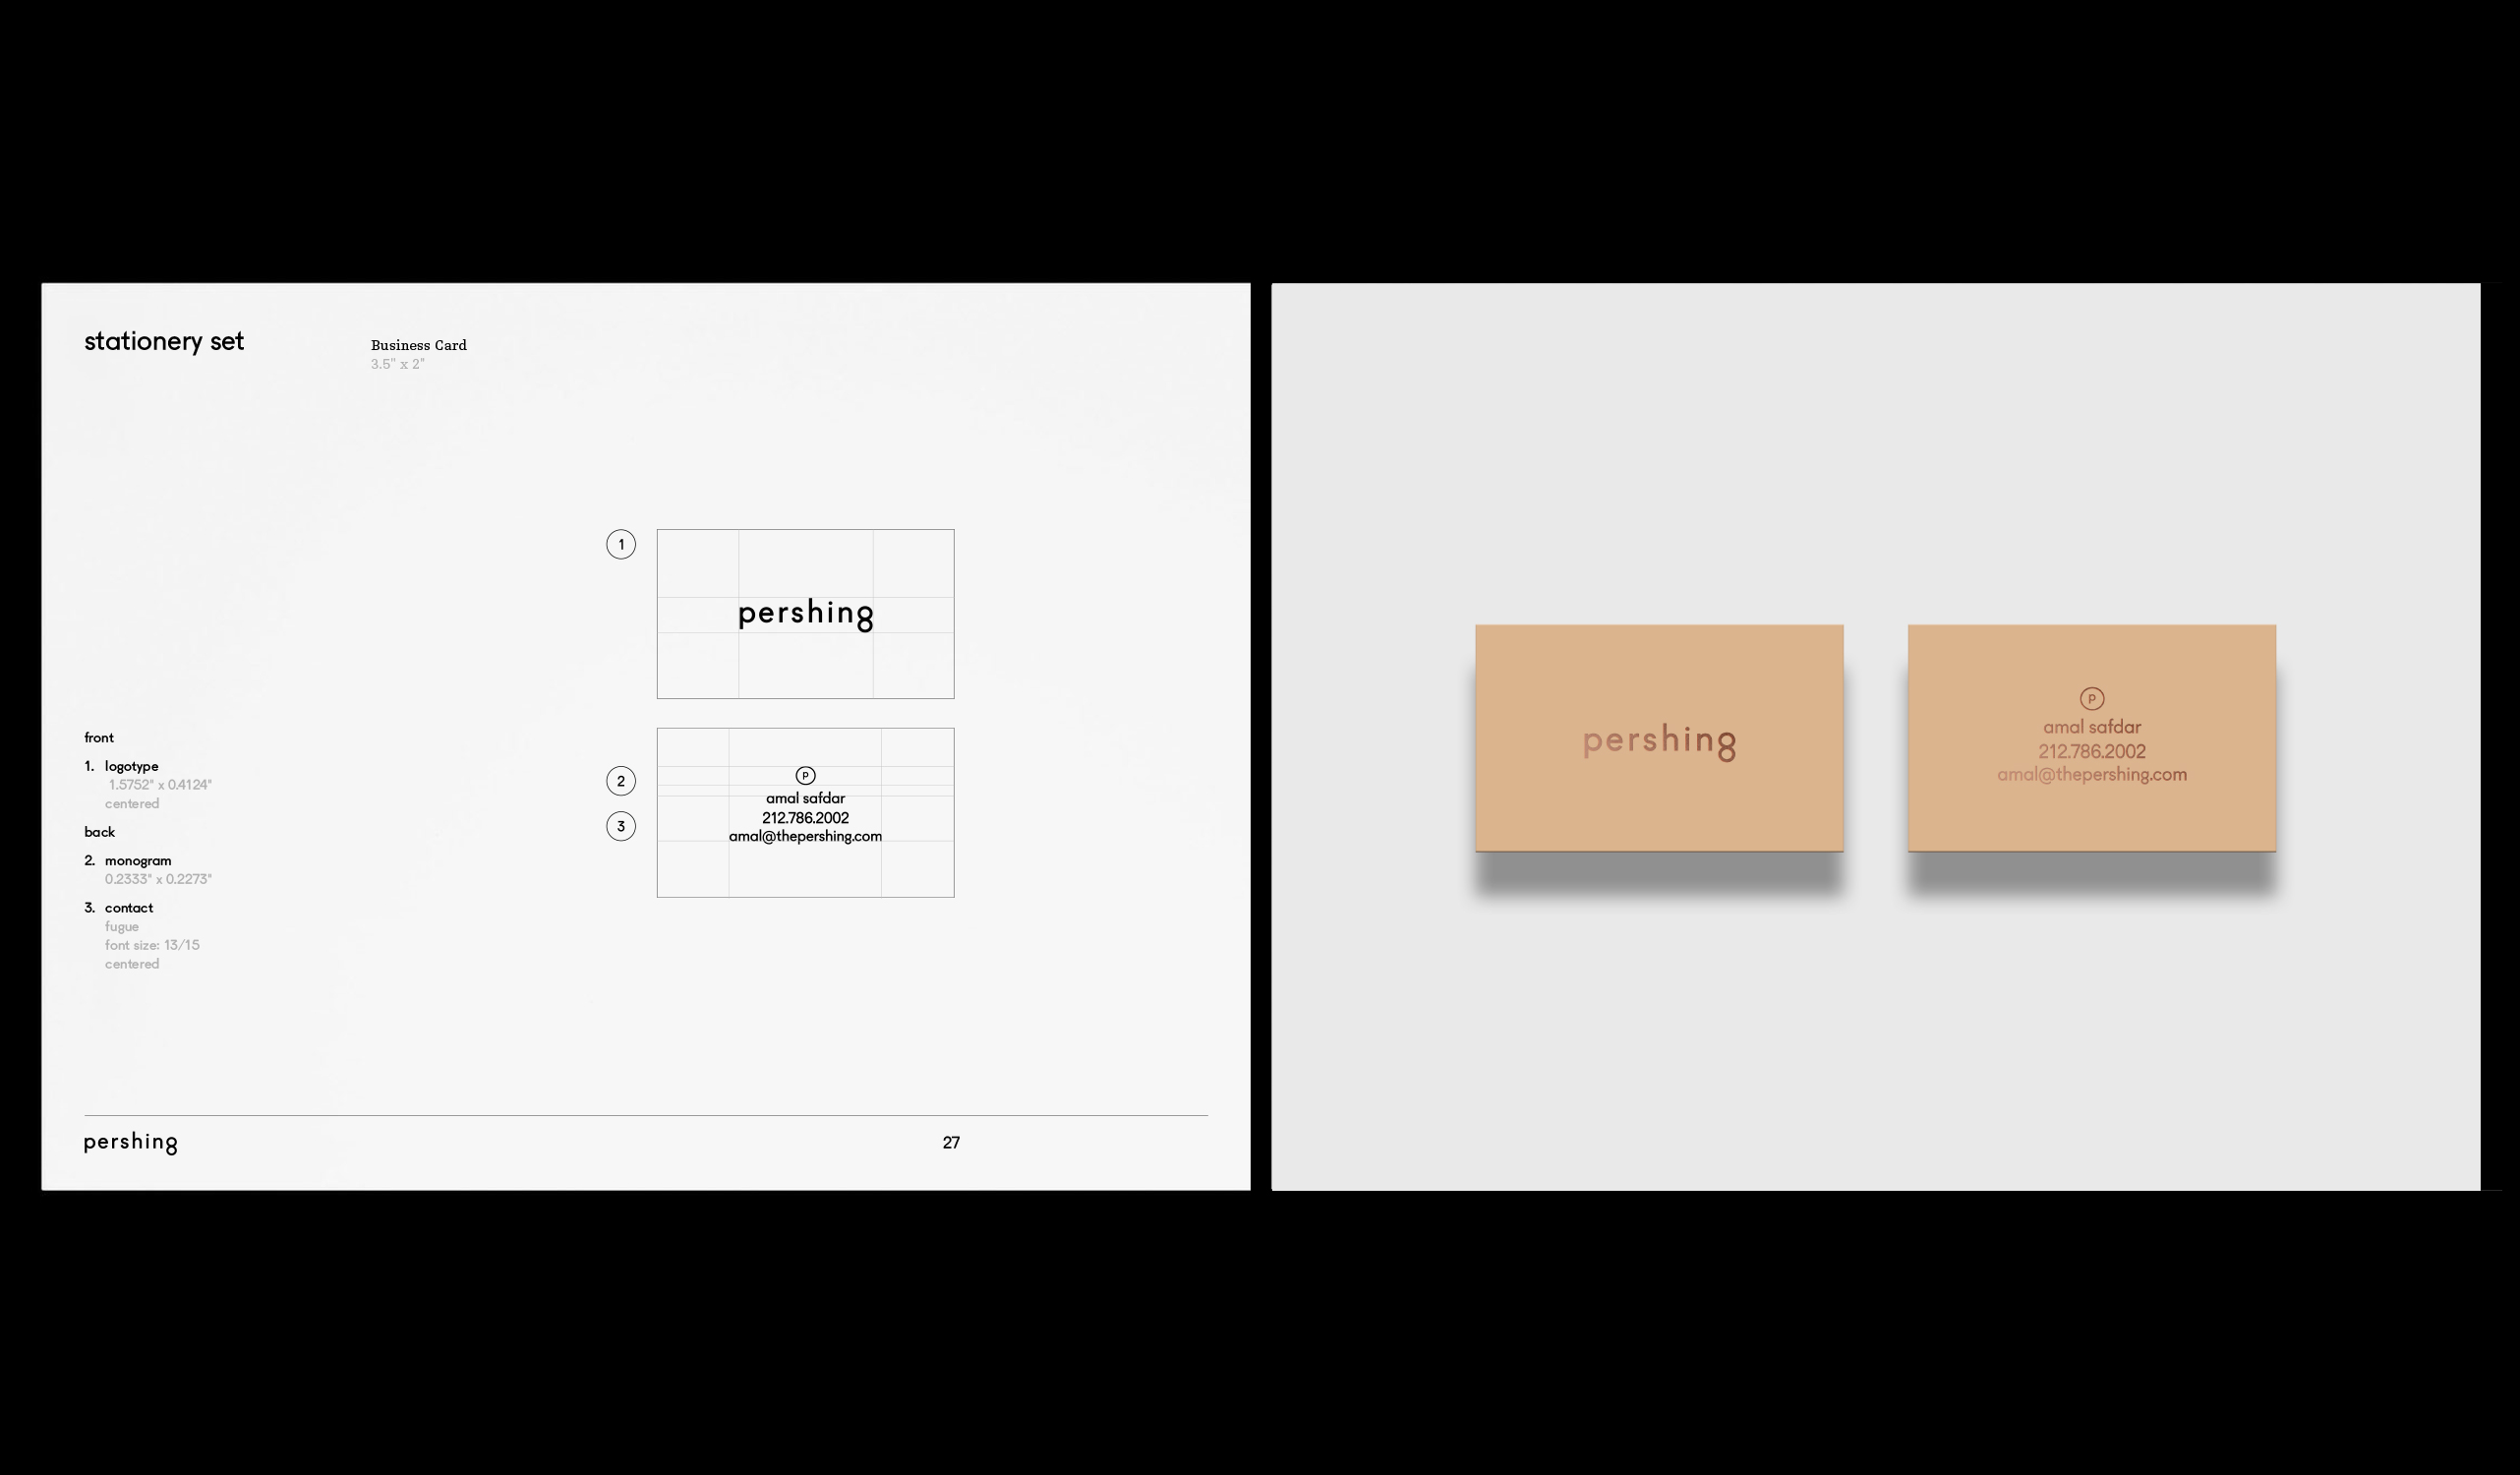 stationery set
Business Card
3.5" x 2"
front
1. logotype
1.5752" x 0.4124"
centered
back
2. monogram
0.2333" x 0.2273"
3. contact
fugue
font size: 13/15
centered
1
pershing
2
3
P
amal safdar
212.786.2002
amal@thepershing.com
pershing
27
pershing
P
amal safdar
212.786.2002
amal@thepershing.com